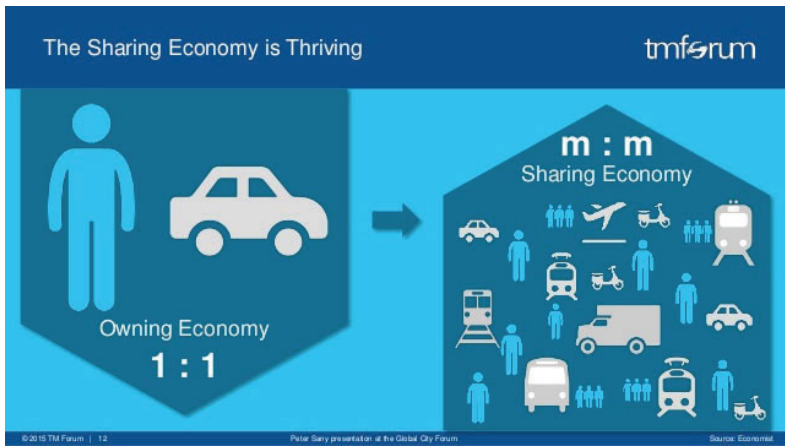 The Sharing Economy is Thriving
tmforum
m : m
Sharing Economy
Owning Economy
1 : 1
© 2015 TM Forum | 12
Peter Sany presentation at the Global City Forum
Source: Economist